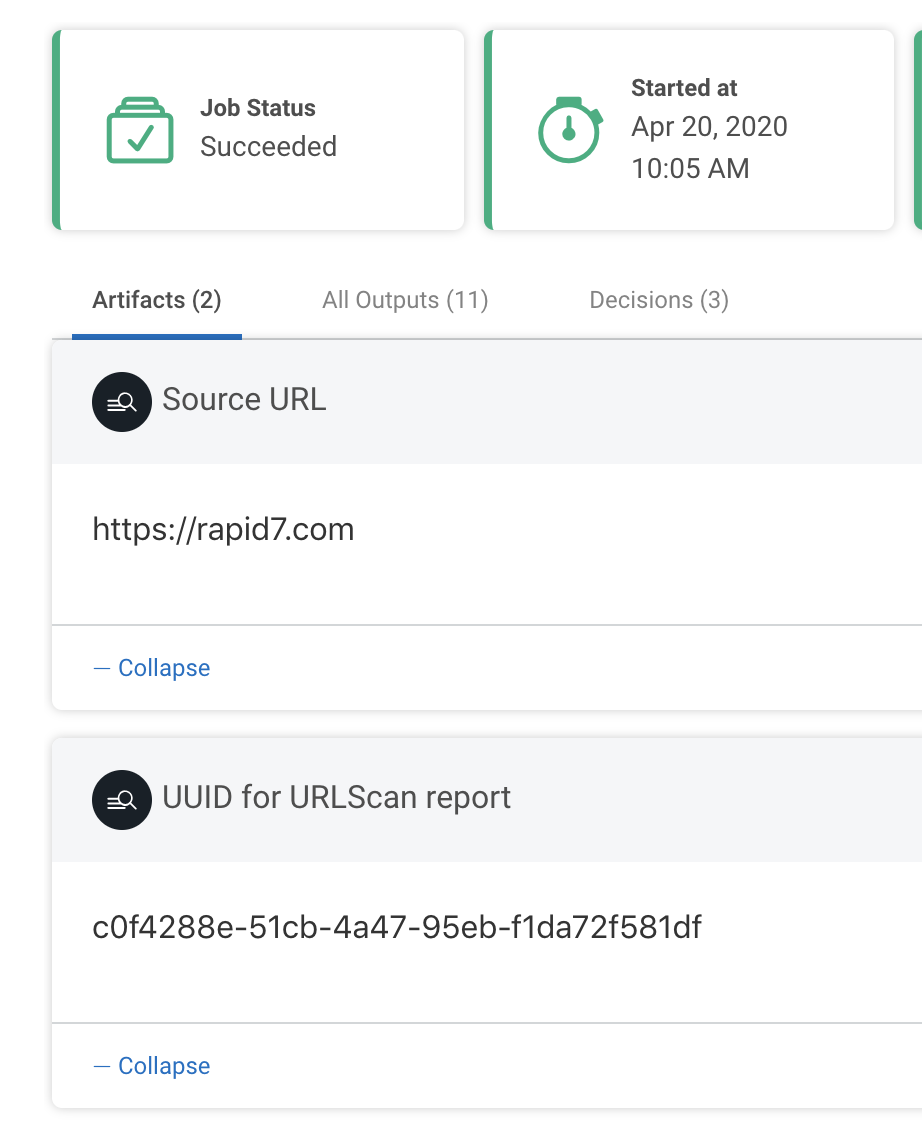 Job Status
Succeeded
Started at
Apr 20, 2020
10:05 AM
Artifacts (2)
All Outputs (11)
Decisions (3)
Source URL
https://rapid7.com
— Collapse
UUID for URLScan report
c0f4288e-51cb-4a47-95eb-f1da72f581df
— Collapse